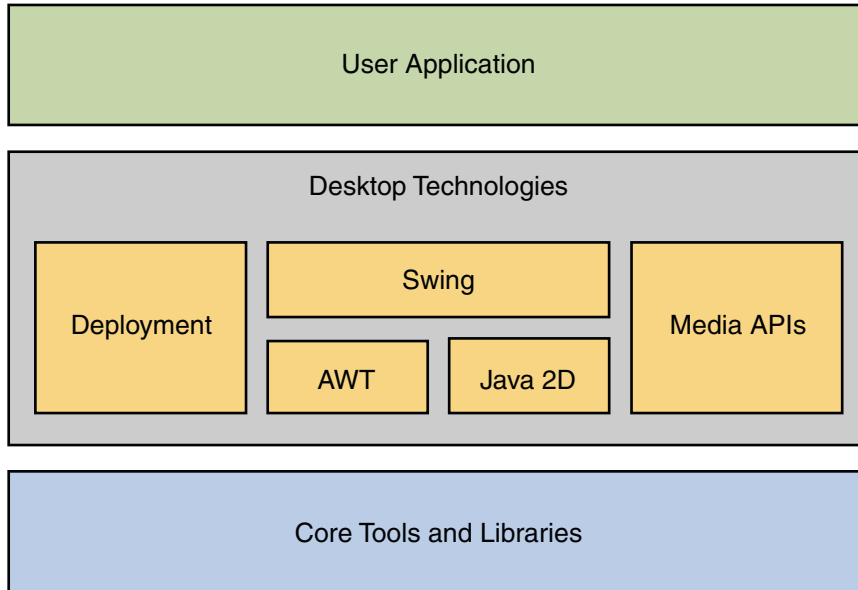 User Application
Desktop Technologies
Deployment
Swing
AWT
Java 2D
Media APIs
Core Tools and Libraries